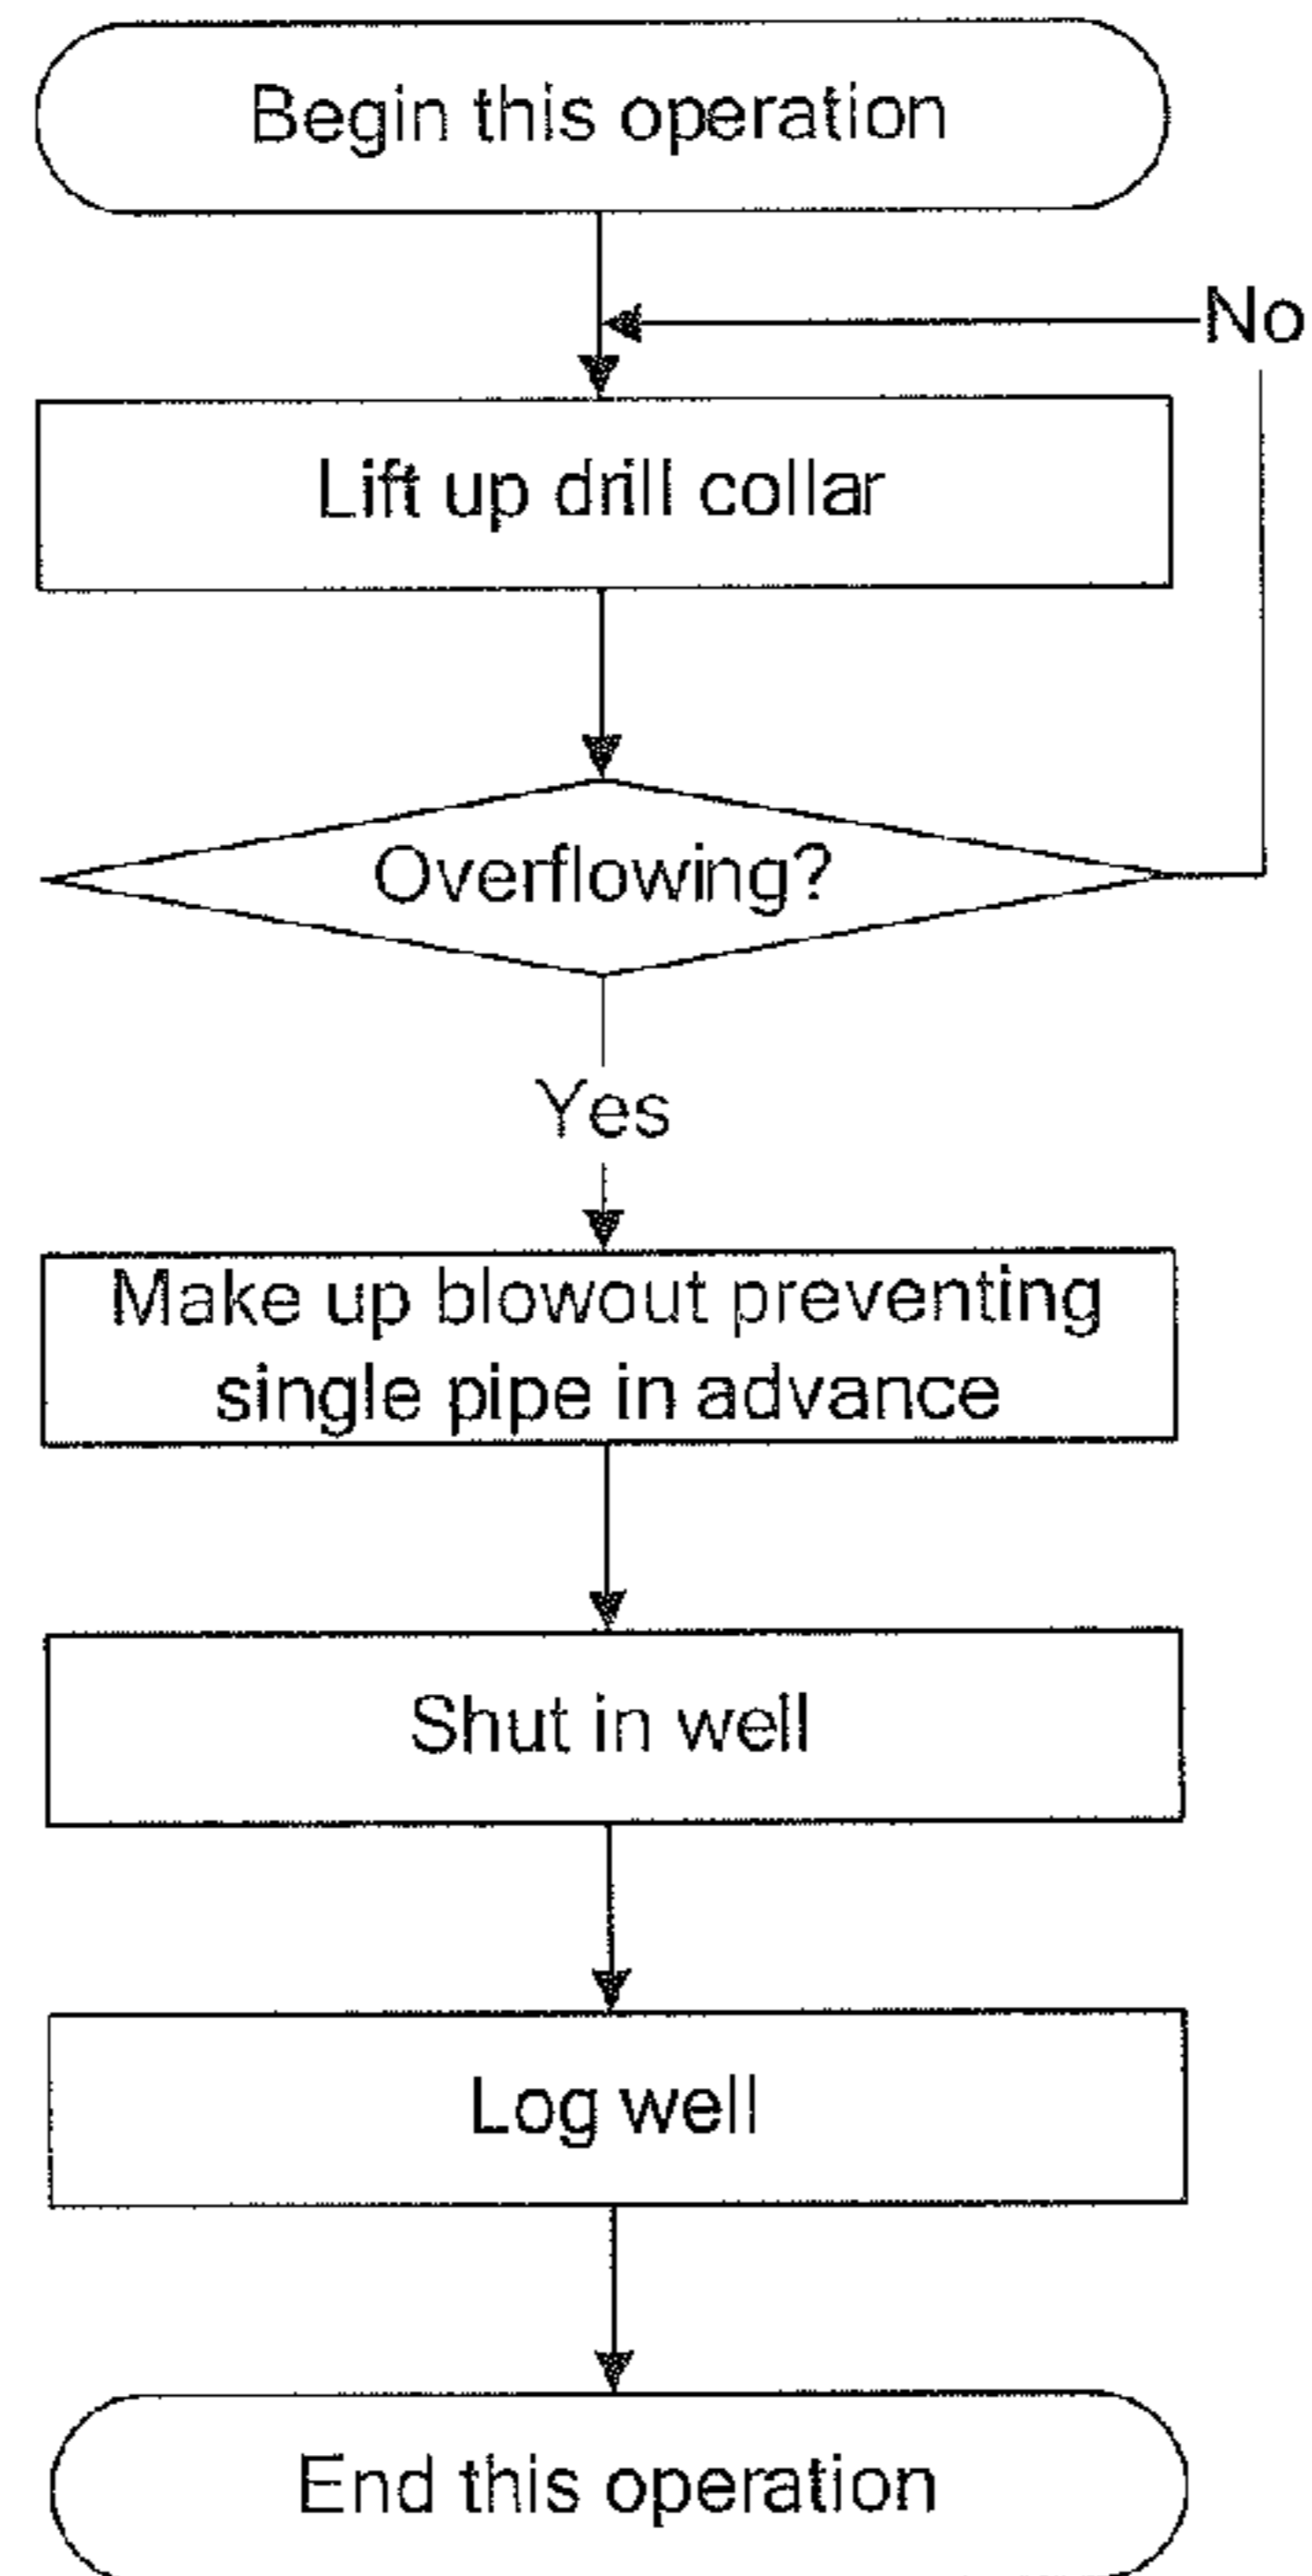 Begin this operation
No
Lift up drill collar
Overflowing?
Yes
Make up blowout preventing
single pipe in advance
Shut in well
Log well
End this operation